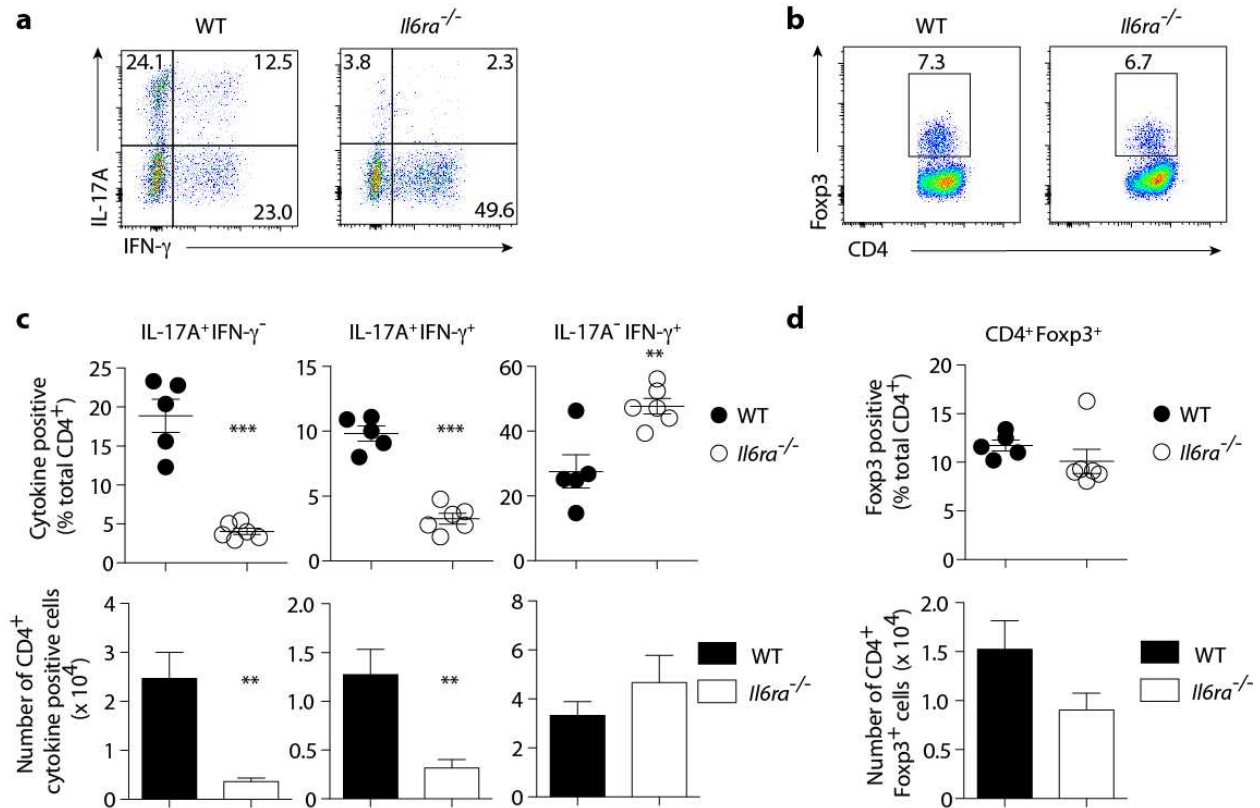 a
WT
Il6ra-/-
24.1
12.5
3.8
2.3
23.0
49.6
IL-17A
IFN-γ
b
WT
Il6ra-/-
7.3
6.7
Foxp3
CD4
c
IL-17A+IFN-γ-
IL-17A+IFN-γ+
IL-17A- IFN-γ+
Cytokine positive
(% total CD4+)
25
20
15
10
5
0
***
15
10
5
0
***
60
40
20
0
**
WT
Il6ra-/-
Number of CD4+
cytokine positive cells
(x 10^4)
4
3
2
1
0
**
2.0
1.5
1.0
0.5
0
**
8
6
4
2
0
WT
Il6ra-/-
d
CD4+Foxp3+
Foxp3 positive
(% total CD4+)
20
15
10
5
0
WT
Il6ra-/-
Number of CD4+
Foxp3+ cells (x 10^4)
2.0
1.5
1.0
0.5
0
WT
Il6ra-/-